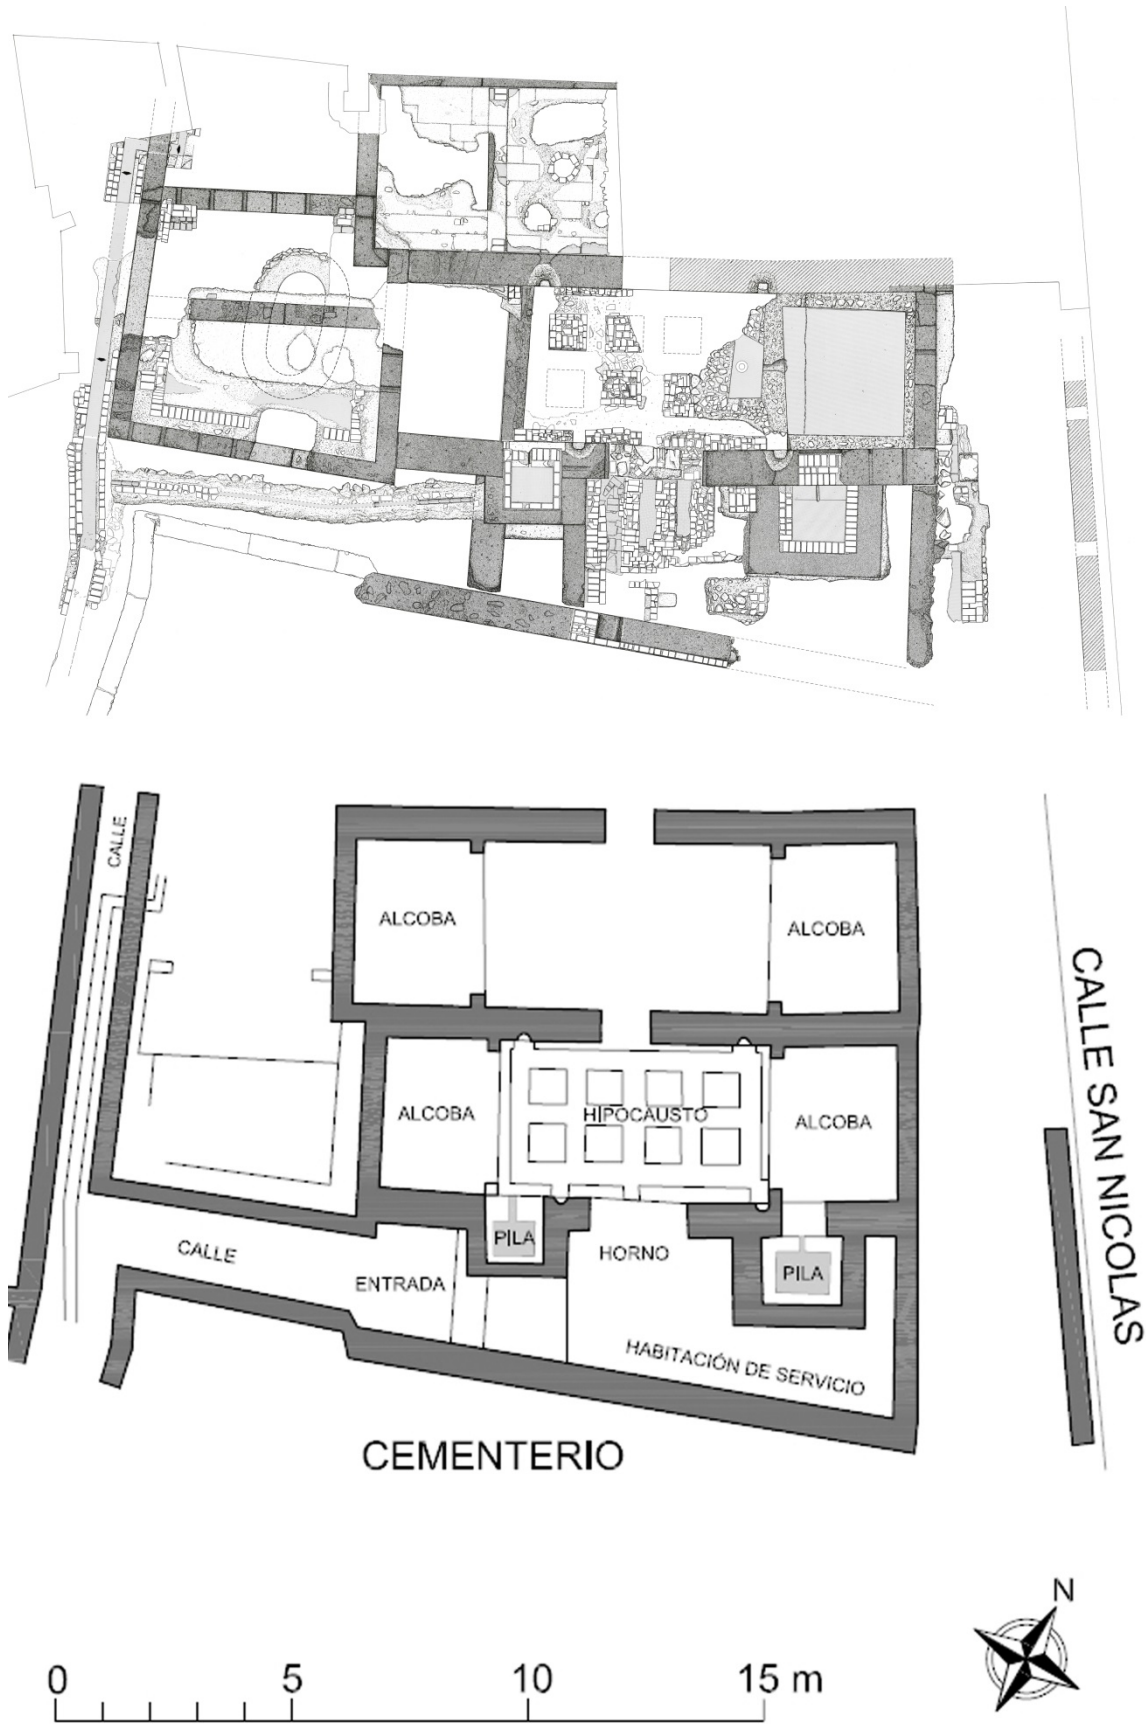 CALLE
ALCOBA
ALCOBA
ALCOBA
HIPOCAUSTO
ALCOBA
CALLE SAN NICOLAS
PILA
HORNO
CALLE
ENTRADA
PILA
HABITACIÓN DE SERVICIO
CEMENTERIO
N
0 5 10 15 m